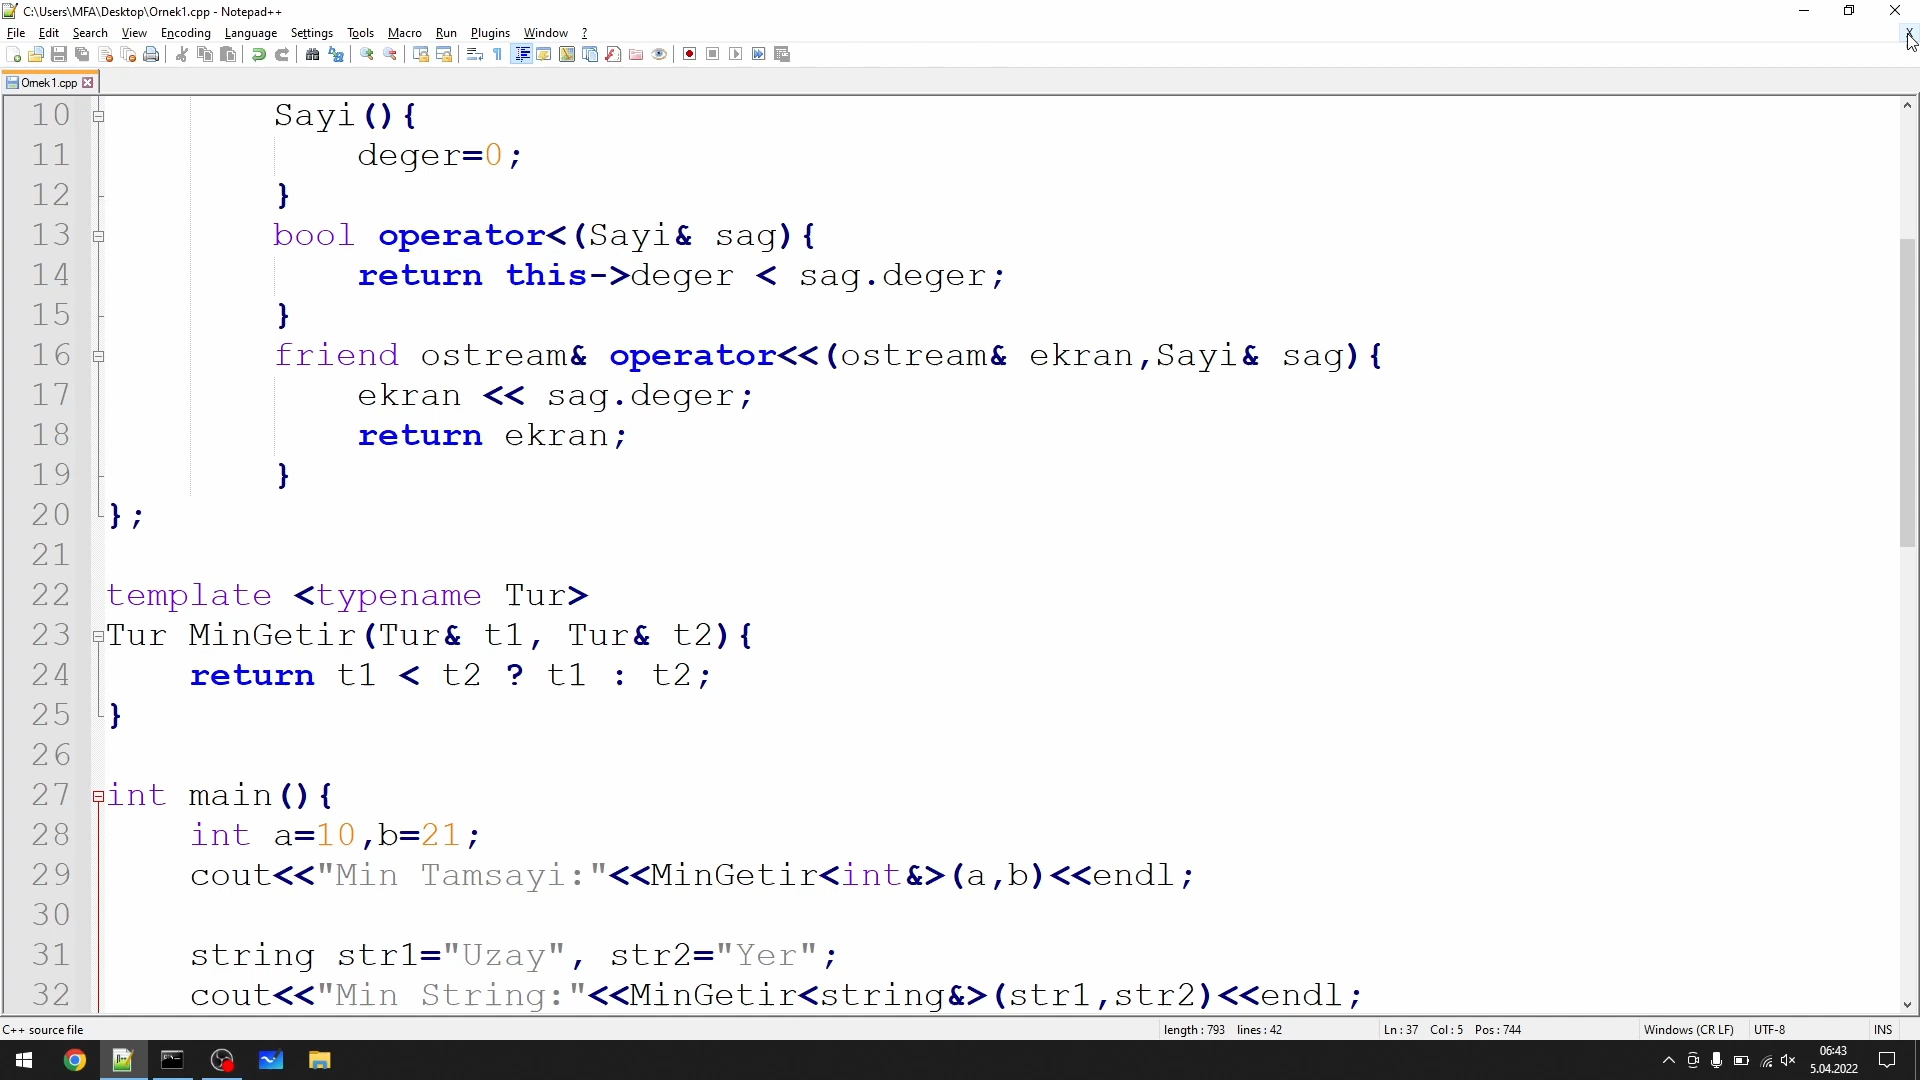 C:\Users\MFA\Desktop\Ornek1.cpp - Notepad++
File Edit Search View Encoding Language Settings Tools Macro Run Plugins Window ?
X
Ornek1.cpp
10 Sayi(){
11 deger=0;
12 }
13 bool operator<(Sayi& sag){
14 return this->deger < sag.deger;
15 }
16 friend ostream& operator<<(ostream& ekran,Sayi& sag){
17 ekran << sag.deger;
18 return ekran;
19 }
20 };
21
22 template <typename Tur>
23 Tur MinGetir(Tur& t1, Tur& t2){
24 return t1 < t2 ? t1 : t2;
25 }
26
27 int main(){
28 int a=10,b=21;
29 cout<<"Min Tamsayi:"<<MinGetir<int&>(a,b)<<endl;
30
31 string str1="Uzay", str2="Yer";
32 cout<<"Min String:"<<MinGetir<string&>(str1,str2)<<endl;
C++ source file length : 793 lines : 42 Ln : 37 Col : 5 Pos : 744 Windows (CR LF) UTF-8 INS
06:43
5.04.2022